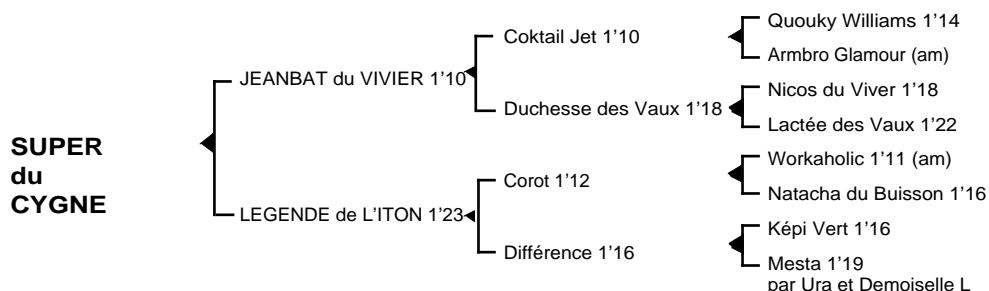 SUPER
du
CYGNE
JEANBAT du VIVIER 1'10
LEGENDE de L'ITON 1'23
Coktail Jet 1'10
Duchesse des Vaux 1'18
Corot 1'12
Différence 1'16
Quouky Williams 1'14
Armbro Glamour (am)
Nicos du Viver 1'18
Lactée des Vaux 1'22
Workaholic 1'11 (am)
Natacha du Buisson 1'16
Képi Vert 1'16
Mesta 1'19
par Ura et Demoiselle L